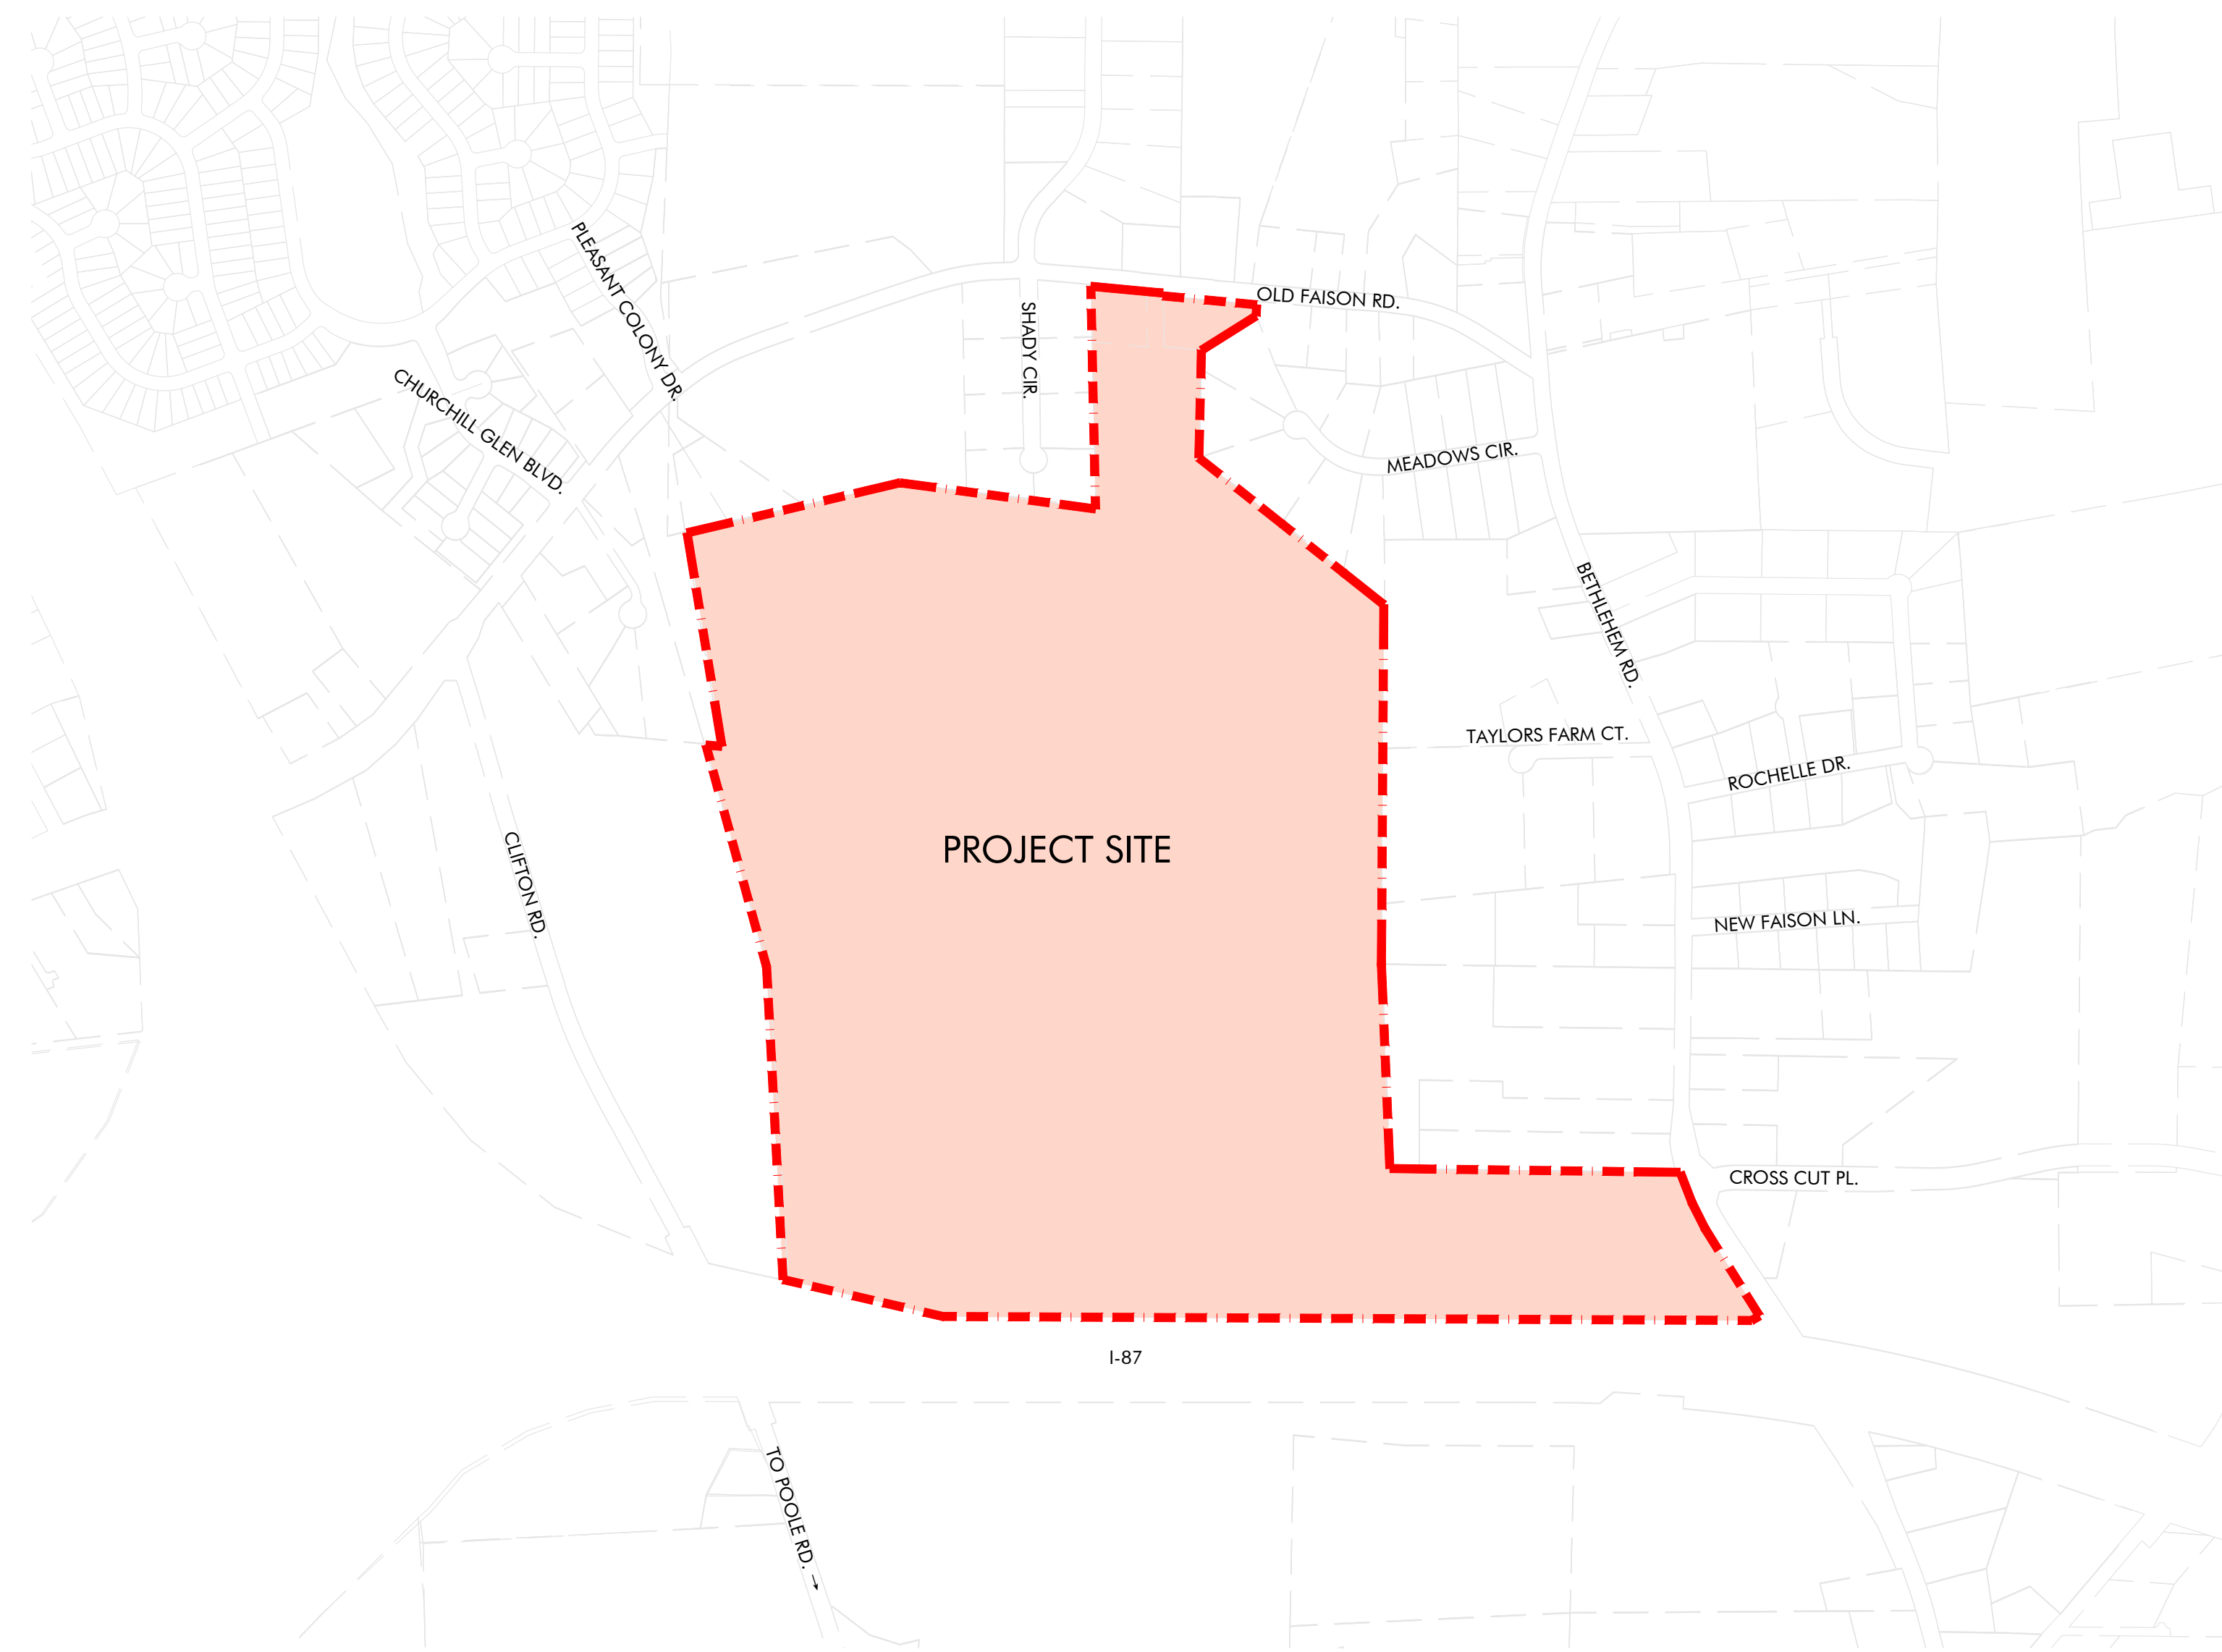 PLEASANT COLONY DR.
OLD FAISON RD.
SHADY CIR.
CHURCHILL GLEN BLVD.
MEADOWS CIR.
BETHLEHEM RD.
TAYLORS FARM CT.
ROCHELLE DR.
PROJECT SITE
CLIFTON RD.
NEW FAISON LN.
CROSS CUT PL.
I-87
TO POOLE RD. →